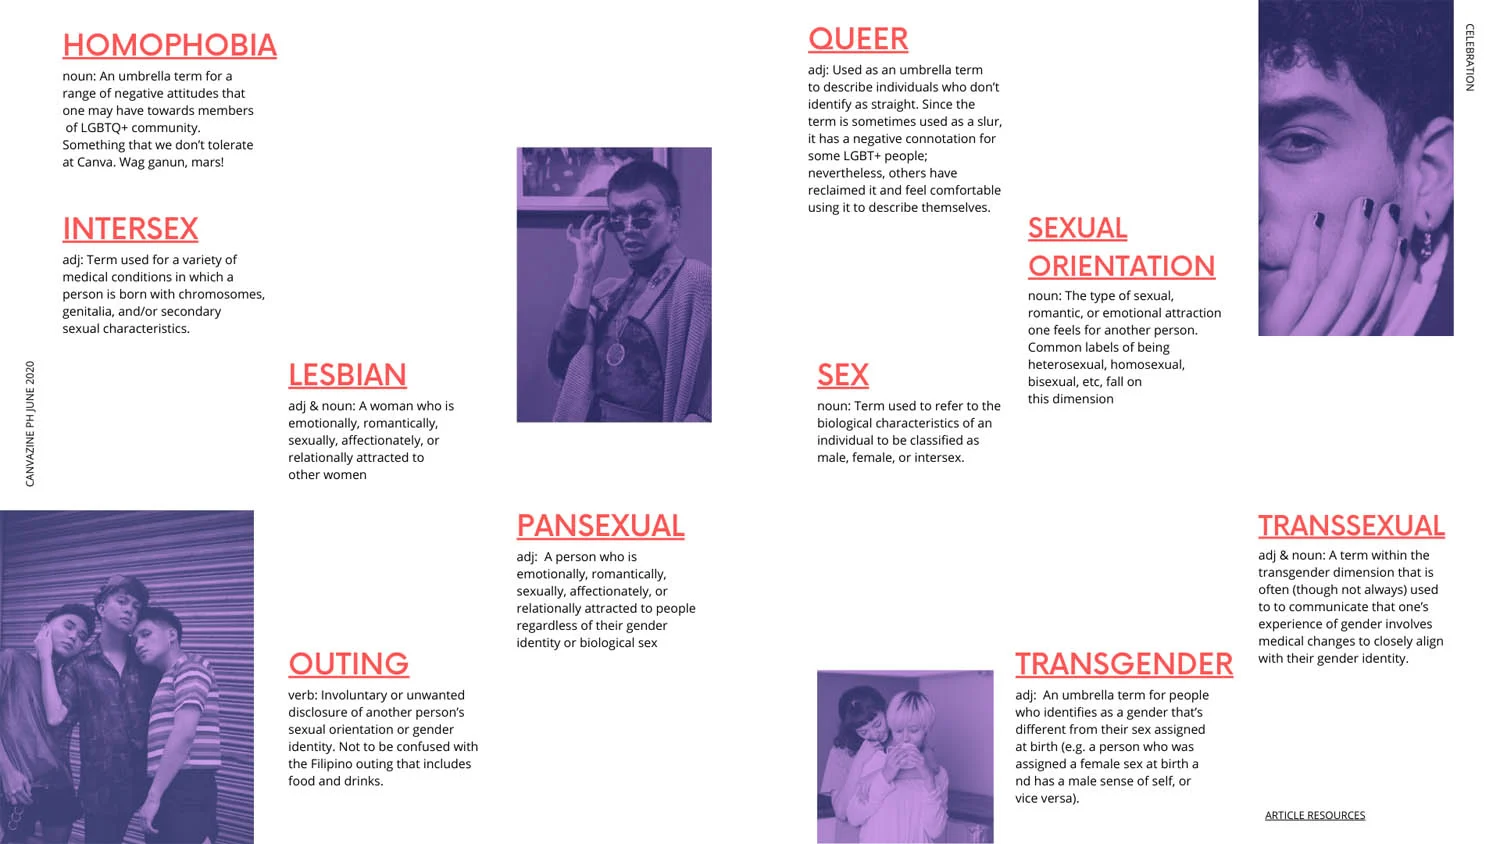 HOMOPHOBIA
noun: An umbrella term for a
range of negative attitudes that
one may have towards members
of LGBTQ+ community.
Something that we don't tolerate
at Canva. Wag ganun, mars!
INTERSEX
adj: Term used for a variety of
medical conditions in which a
person is born with chromosomes,
genitalia, and/or secondary
sexual characteristics.
CANVAZINE PH JUNE 2020
LESBIAN
adj & noun: A woman who is
emotionally, romantically,
sexually, affectionately, or
relationally attracted to
other women
PANSEXUAL
adj:  A person who is
emotionally, romantically,
sexually, affectionately, or
relationally attracted to people
regardless of their gender
identity or biological sex
OUTING
verb: Involuntary or unwanted
disclosure of another person's
sexual orientation or gender
identity. Not to be confused with
the Filipino outing that includes
food and drinks.
QUEER
adj: Used as an umbrella term
to describe individuals who don't
identify as straight. Since the
term is sometimes used as a slur,
it has a negative connotation for
some LGBT+ people;
nevertheless, others have
reclaimed it and feel comfortable
using it to describe themselves.
CELEBRATION
SEXUAL
ORIENTATION
noun: The type of sexual,
romantic, or emotional attraction
one feels for another person.
Common labels of being
heterosexual, homosexual,
bisexual, etc, fall on
this dimension
SEX
noun: Term used to refer to the
biological characteristics of an
individual to be classified as
male, female, or intersex.
TRANSSEXUAL
adj & noun: A term within the
transgender dimension that is
often (though not always) used
to to communicate that one's
experience of gender involves
medical changes to closely align
with their gender identity.
TRANSGENDER
adj:  An umbrella term for people
who identifies as a gender that's
different from their sex assigned
at birth (e.g. a person who was
assigned a female sex at birth a
nd has a male sense of self, or
vice versa).
ARTICLE RESOURCES